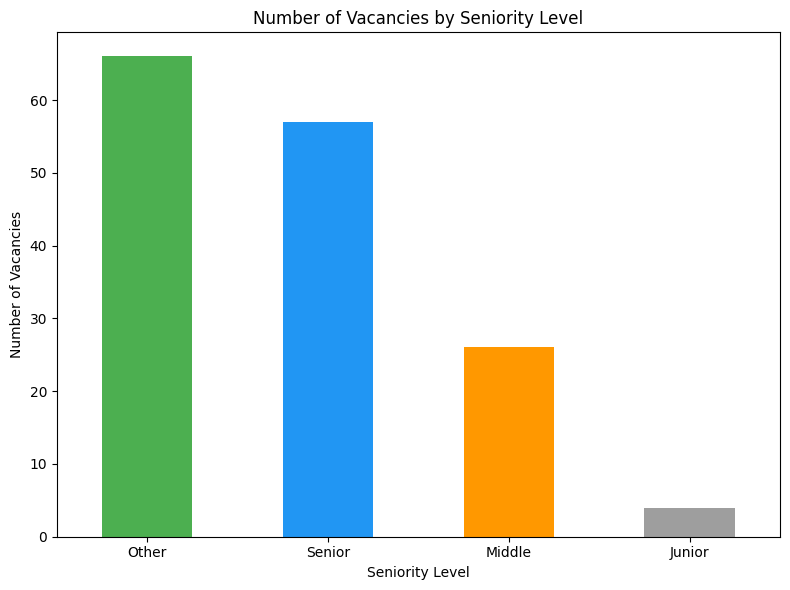 Number of Vacancies by Seniority Level
Number of Vacancies
60
50
40
30
20
10
0
Other Senior Middle Junior
Seniority Level